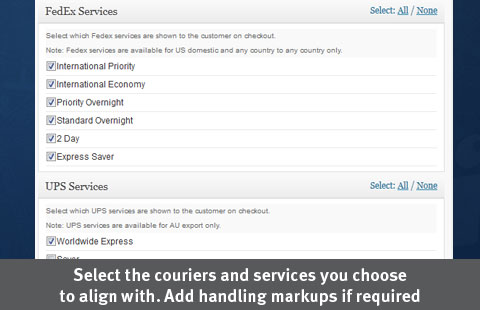 FedEx Services
Select: All / None
Select which Fedex services are shown to the customer on checkout.
Note: Fedex services are available for US domestic and any country to any country only.
International Priority
International Economy
Priority Overnight
Standard Overnight
2 Day
Express Saver
UPS Services
Select: All / None
Select which UPS services are shown to the customer on checkout.
Note: UPS services are available for AU export only.
Worldwide Express
Saver
Select the couriers and services you choose
to align with. Add handling markups if required